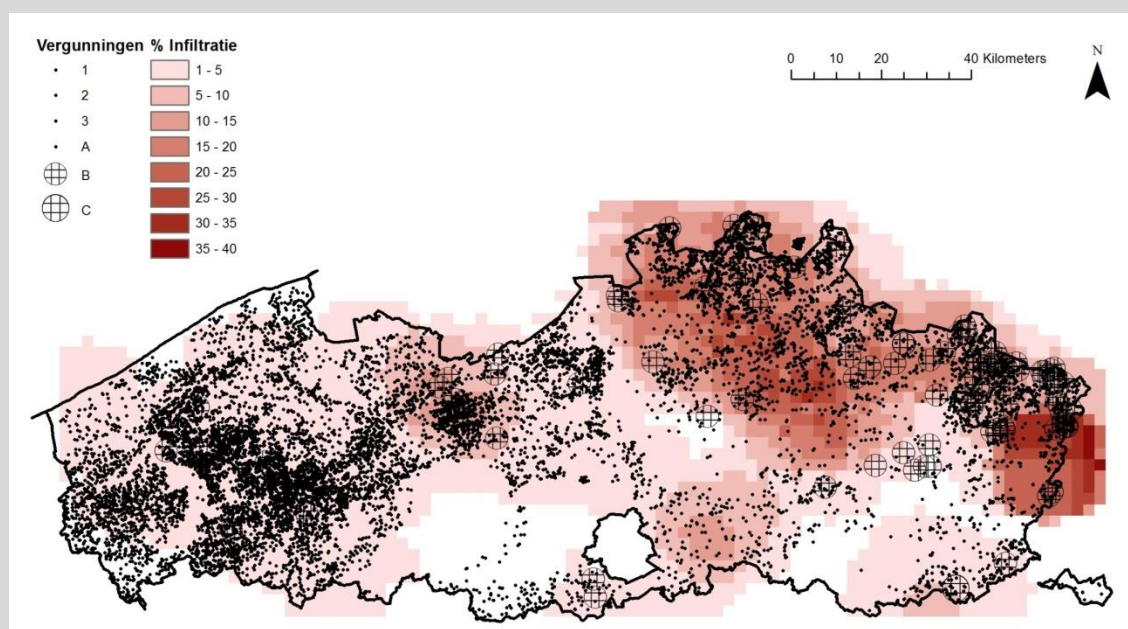 Vergunningen % Infiltratie
1 1 - 5
2 5 - 10
3 10 - 15
A 15 - 20
B 20 - 25
C 25 - 30
30 - 35
35 - 40
0 10 20 40 Kilometers
N